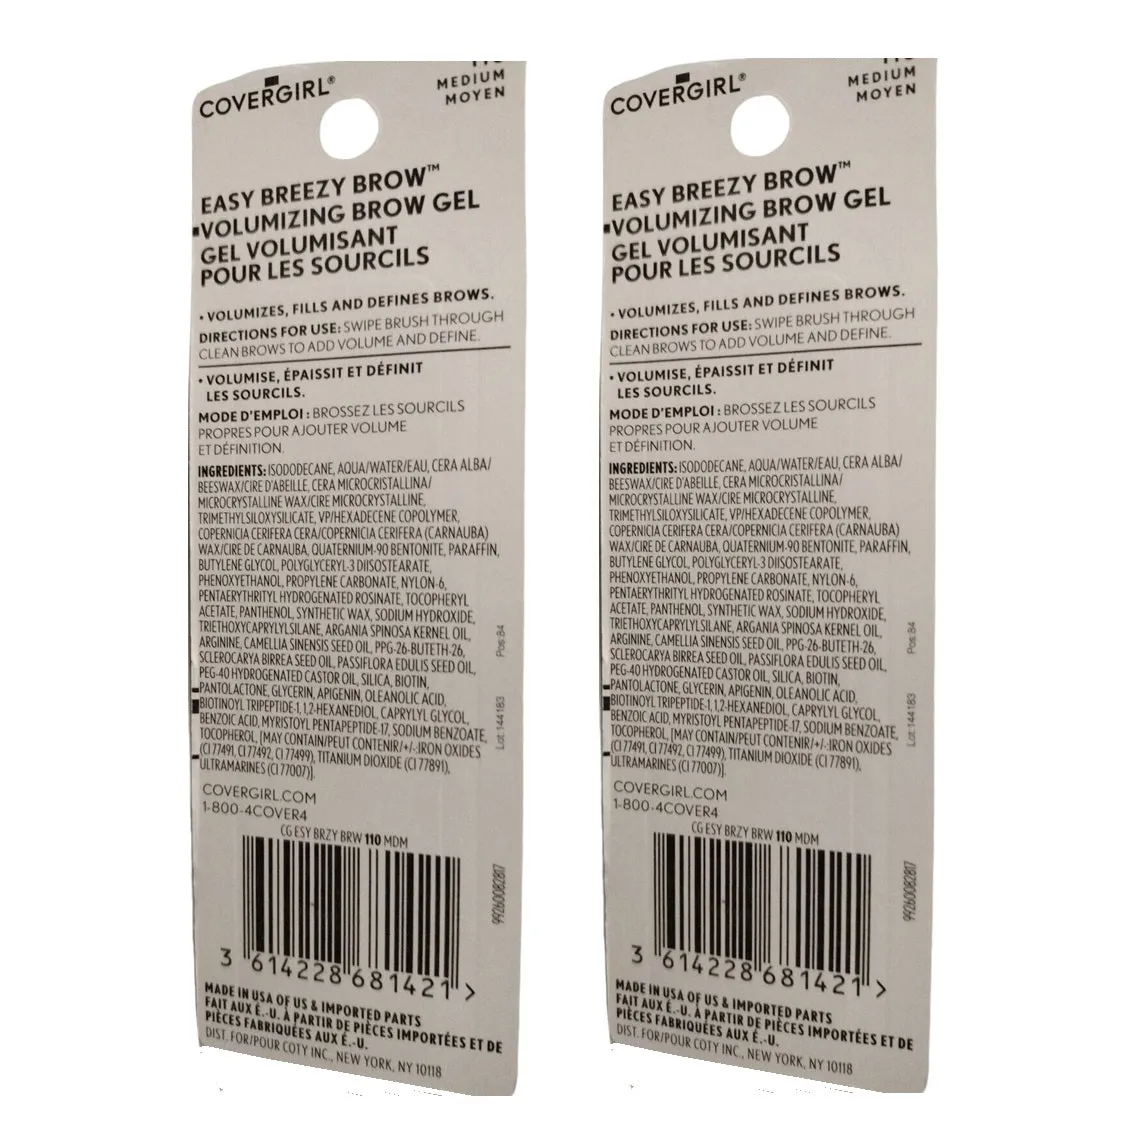 COVERGIRL®
MEDIUM
MOYEN
EASY BREEZY BROW™
VOLUMIZING BROW GEL
GEL VOLUMISANT
POUR LES SOURCILS
• VOLUMIZES, FILLS AND DEFINES BROWS.
DIRECTIONS FOR USE: SWIPE BRUSH THROUGH
CLEAN BROWS TO ADD VOLUME AND DEFINE.
• VOLUMISE, ÉPAISSIT ET DÉFINIT
LES SOURCILS.
MODE D'EMPLOI : BROSSEZ LES SOURCILS
PROPRES POUR AJOUTER VOLUME
ET DÉFINITION.
INGREDIENTS: ISODODECANE, AQUA/WATER/EAU, CERA ALBA/
BEESWAX/CIRE D'ABEILLE, CERA MICROCRISTALLINA/
MICROCRYSTALLINE WAX/CIRE MICROCRYSTALLINE,
TRIMETHYLSILOXYSILICATE, VP/HEXADECENE COPOLYMER,
COPERNICIA CERIFERA CERA/COPERNICIA CERIFERA (CARNAUBA)
WAX/CIRE DE CARNAUBA, QUATERNIUM-90 BENTONITE, PARAFFIN,
BUTYLENE GLYCOL, POLYGLYCERYL-3 DIISOSTEARATE,
PHENOXYETHANOL, PROPYLENE CARBONATE, NYLON-6,
PENTAERYTHRITYL HYDROGENATED ROSINATE, TOCOPHERYL
ACETATE, PANTHENOL, SYNTHETIC WAX, SODIUM HYDROXIDE,
TRIETHOXYCAPRYLYLSILANE, ARGANIA SPINOSA KERNEL OIL,
ARGININE, CAMELLIA SINENSIS SEED OIL, PPG-26-BUTETH-26,
SCLEROCARYA BIRREA SEED OIL, PASSIFLORA EDULIS SEED OIL,
PEG-40 HYDROGENATED CASTOR OIL, SILICA, BIOTIN,
PANTOLACTONE, GLYCERIN, APIGENIN, OLEANOLIC ACID,
BIOTINOYL TRIPEPTIDE-1, 1,2-HEXANEDIOL, CAPRYLYL GLYCOL,
BENZOIC ACID, MYRISTOYL PENTAPEPTIDE-17, SODIUM BENZOATE,
TOCOPHEROL, [MAY CONTAIN/PEUT CONTENIR/+/-:IRON OXIDES
(CI 77491, CI 77492, CI 77499), TITANIUM DIOXIDE (CI 77891),
ULTRAMARINES (CI 77007)].
Lot:144183 Pos:84
COVERGIRL.COM
1-800-4COVER4
CG ESY BRZY BRW 110 MDM
99260082817
3 614228 681421 >
MADE IN USA OF US & IMPORTED PARTS
FAIT AUX É.-U. À PARTIR DE PIÈCES IMPORTÉES ET DE
PIÈCES FABRIQUÉES AUX É.-U.
DIST. FOR/POUR COTY INC., NEW YORK, NY 10118
COVERGIRL®
MEDIUM
MOYEN
EASY BREEZY BROW™
VOLUMIZING BROW GEL
GEL VOLUMISANT
POUR LES SOURCILS
• VOLUMIZES, FILLS AND DEFINES BROWS.
DIRECTIONS FOR USE: SWIPE BRUSH THROUGH
CLEAN BROWS TO ADD VOLUME AND DEFINE.
• VOLUMISE, ÉPAISSIT ET DÉFINIT
LES SOURCILS.
MODE D'EMPLOI : BROSSEZ LES SOURCILS
PROPRES POUR AJOUTER VOLUME
ET DÉFINITION.
INGREDIENTS: ISODODECANE, AQUA/WATER/EAU, CERA ALBA/
BEESWAX/CIRE D'ABEILLE, CERA MICROCRISTALLINA/
MICROCRYSTALLINE WAX/CIRE MICROCRYSTALLINE,
TRIMETHYLSILOXYSILICATE, VP/HEXADECENE COPOLYMER,
COPERNICIA CERIFERA CERA/COPERNICIA CERIFERA (CARNAUBA)
WAX/CIRE DE CARNAUBA, QUATERNIUM-90 BENTONITE, PARAFFIN,
BUTYLENE GLYCOL, POLYGLYCERYL-3 DIISOSTEARATE,
PHENOXYETHANOL, PROPYLENE CARBONATE, NYLON-6,
PENTAERYTHRITYL HYDROGENATED ROSINATE, TOCOPHERYL
ACETATE, PANTHENOL, SYNTHETIC WAX, SODIUM HYDROXIDE,
TRIETHOXYCAPRYLYLSILANE, ARGANIA SPINOSA KERNEL OIL,
ARGININE, CAMELLIA SINENSIS SEED OIL, PPG-26-BUTETH-26,
SCLEROCARYA BIRREA SEED OIL, PASSIFLORA EDULIS SEED OIL,
PEG-40 HYDROGENATED CASTOR OIL, SILICA, BIOTIN,
PANTOLACTONE, GLYCERIN, APIGENIN, OLEANOLIC ACID,
BIOTINOYL TRIPEPTIDE-1, 1,2-HEXANEDIOL, CAPRYLYL GLYCOL,
BENZOIC ACID, MYRISTOYL PENTAPEPTIDE-17, SODIUM BENZOATE,
TOCOPHEROL, [MAY CONTAIN/PEUT CONTENIR/+/-:IRON OXIDES
(CI 77491, CI 77492, CI 77499), TITANIUM DIOXIDE (CI 77891),
ULTRAMARINES (CI 77007)].
Lot:144183 Pos:84
COVERGIRL.COM
1-800-4COVER4
CG ESY BRZY BRW 110 MDM
99260082817
3 614228 681421 >
MADE IN USA OF US & IMPORTED PARTS
FAIT AUX É.-U. À PARTIR DE PIÈCES IMPORTÉES ET DE
PIÈCES FABRIQUÉES AUX É.-U.
DIST. FOR/POUR COTY INC., NEW YORK, NY 10118